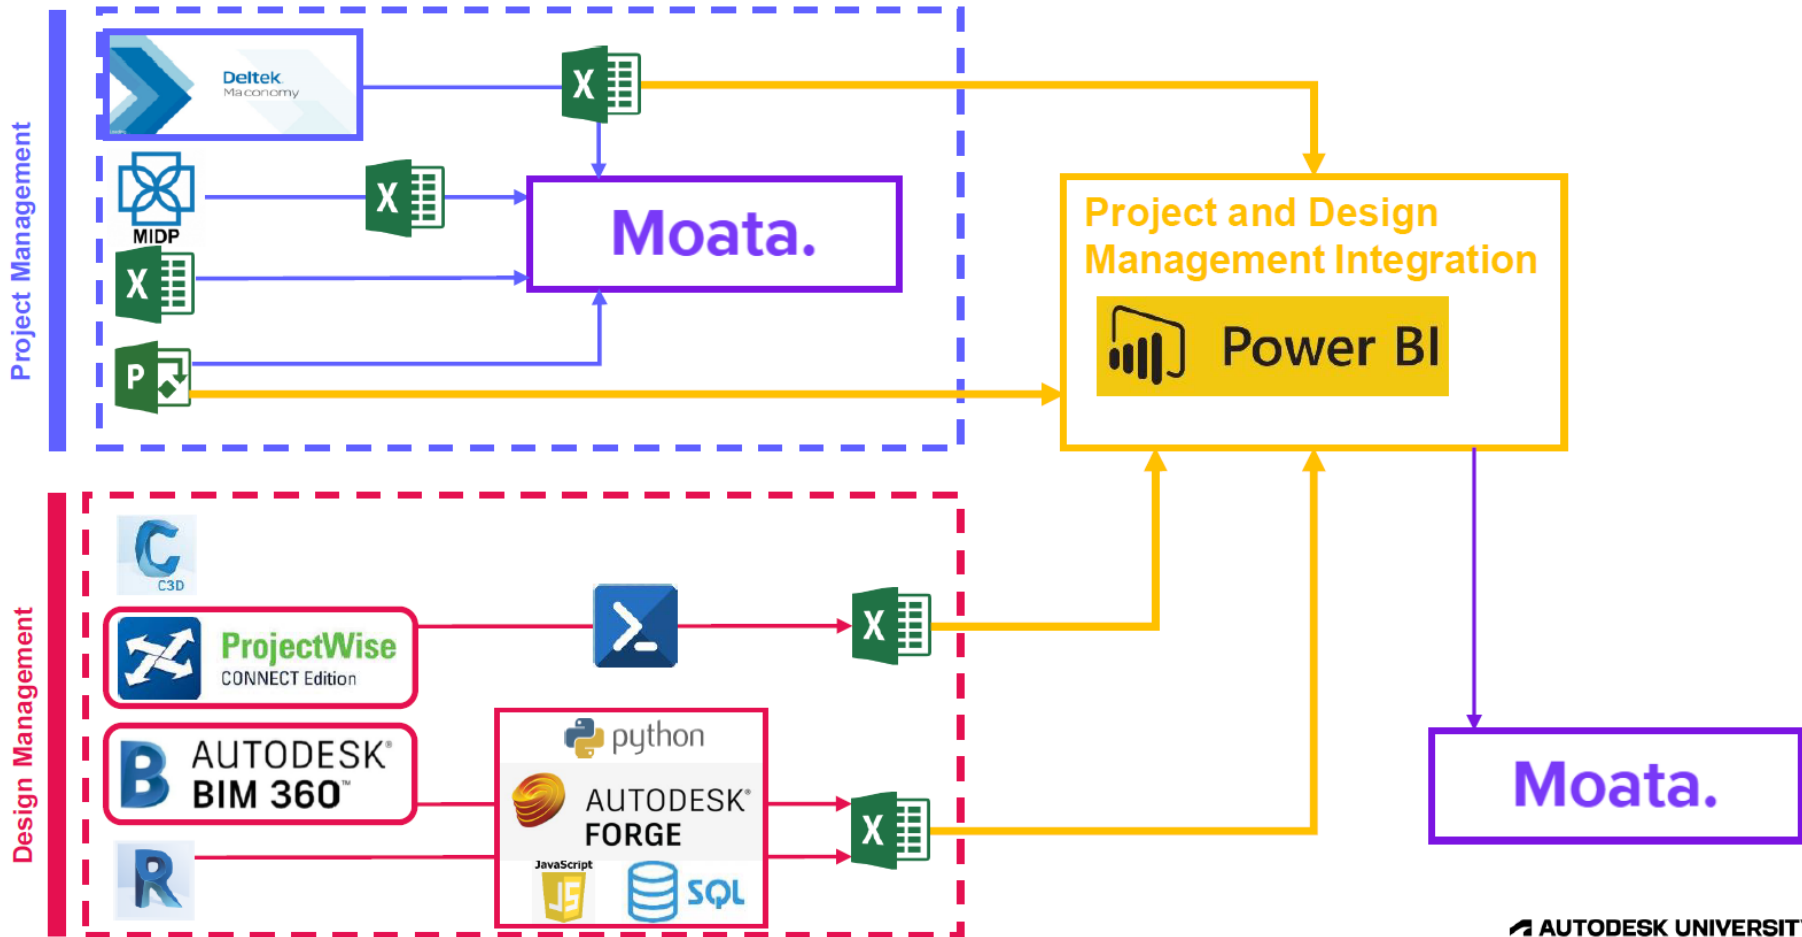 Project Management
Deltek
Maconomy
X
MIDP
X
X
P
Moata.
Project and Design
Management Integration
Power BI
Design Management
C3D
ProjectWise
CONNECT Edition
X
AUTODESK®
BIM 360™
python
AUTODESK®
FORGE
JavaScript
JS
SQL
X
R
Moata.
AUTODESK UNIVERSIT